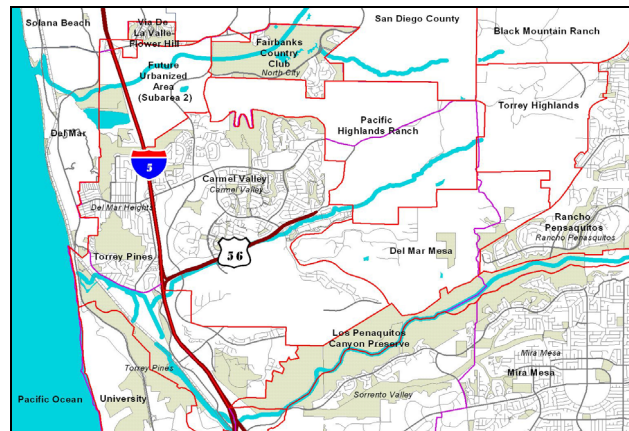 Solana Beach
Via De
La Valle-
Flower Hill
San Diego County
Black Mountain Ranch
Fairbanks
Country
Club
North City
Future
Urbanized
Area
(Subarea 2)
Torrey Highlands
Pacific
Highlands Ranch
Del Mar
5
Carmel Valley
Carmel Valley
Del Mar Heights
Rancho
Pensaquitos
Rancho Penasquitos
56
Del Mar Mesa
Torrey Pines
Los Penaquitos
Canyon Preserve
Torrey Pines
Mira Mesa
Mira Mesa
Sorrento Valley
Pacific Ocean
University